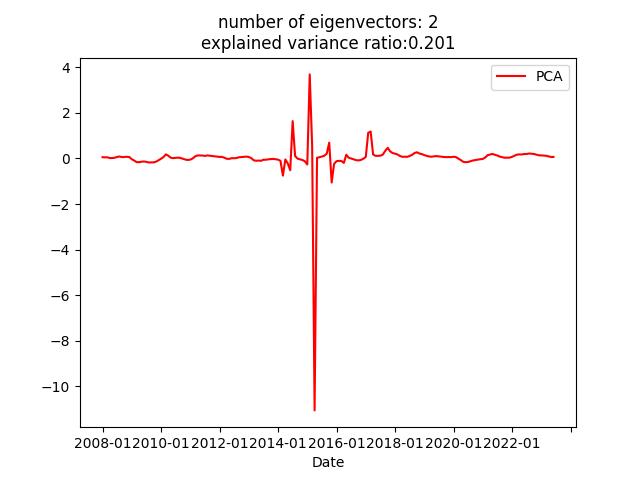 number of eigenvectors: 2
explained variance ratio:0.201
PCA
4
2
0
−2
−4
−6
−8
−10
2008-012010-012012-012014-012016-012018-012020-012022-01
Date